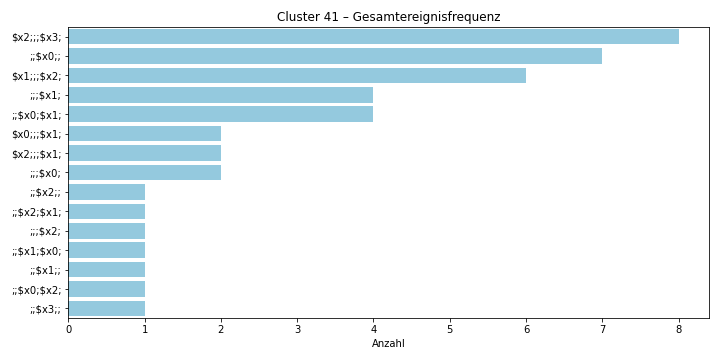 Cluster 41 – Gesamtereignisfrequenz
$x2;;;$x3;
;;$x0;;
$x1;;;$x2;
;;;$x1;
;;$x0;$x1;
$x0;;;$x1;
$x2;;;$x1;
;;;$x0;
;;$x2;;
;;$x2;$x1;
;;;$x2;
;;$x1;$x0;
;;$x1;;
;;$x0;$x2;
;;$x3;;
0 1 2 3 4 5 6 7 8
Anzahl